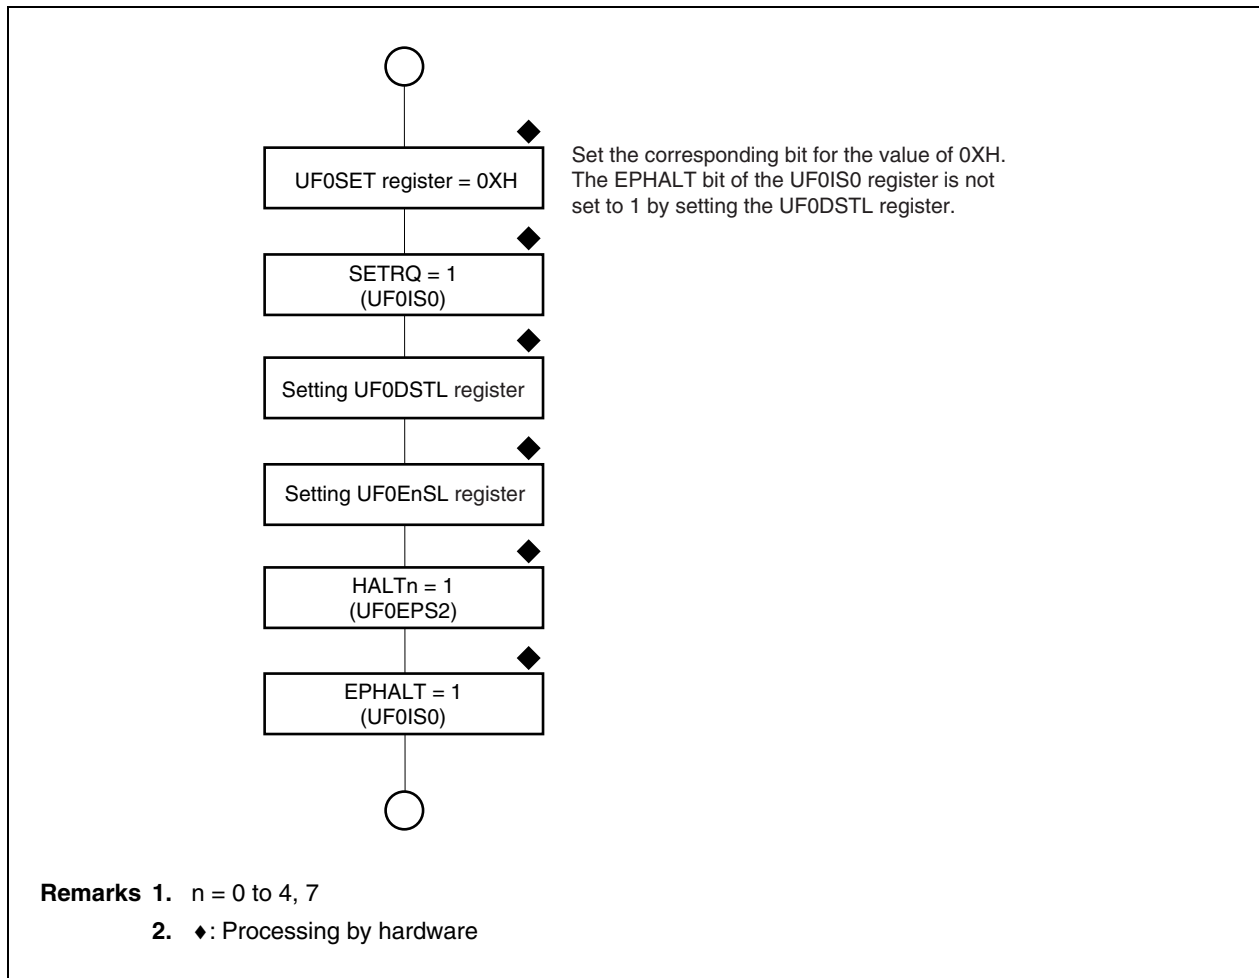 UF0SET register = 0XH
Set the corresponding bit for the value of 0XH.
The EPHALT bit of the UF0IS0 register is not
set to 1 by setting the UF0DSTL register.
SETRQ = 1
(UF0IS0)
Setting UF0DSTL register
Setting UF0EnSL register
HALTn = 1
(UF0EPS2)
EPHALT = 1
(UF0IS0)
Remarks 1. n = 0 to 4, 7
2. ♦: Processing by hardware